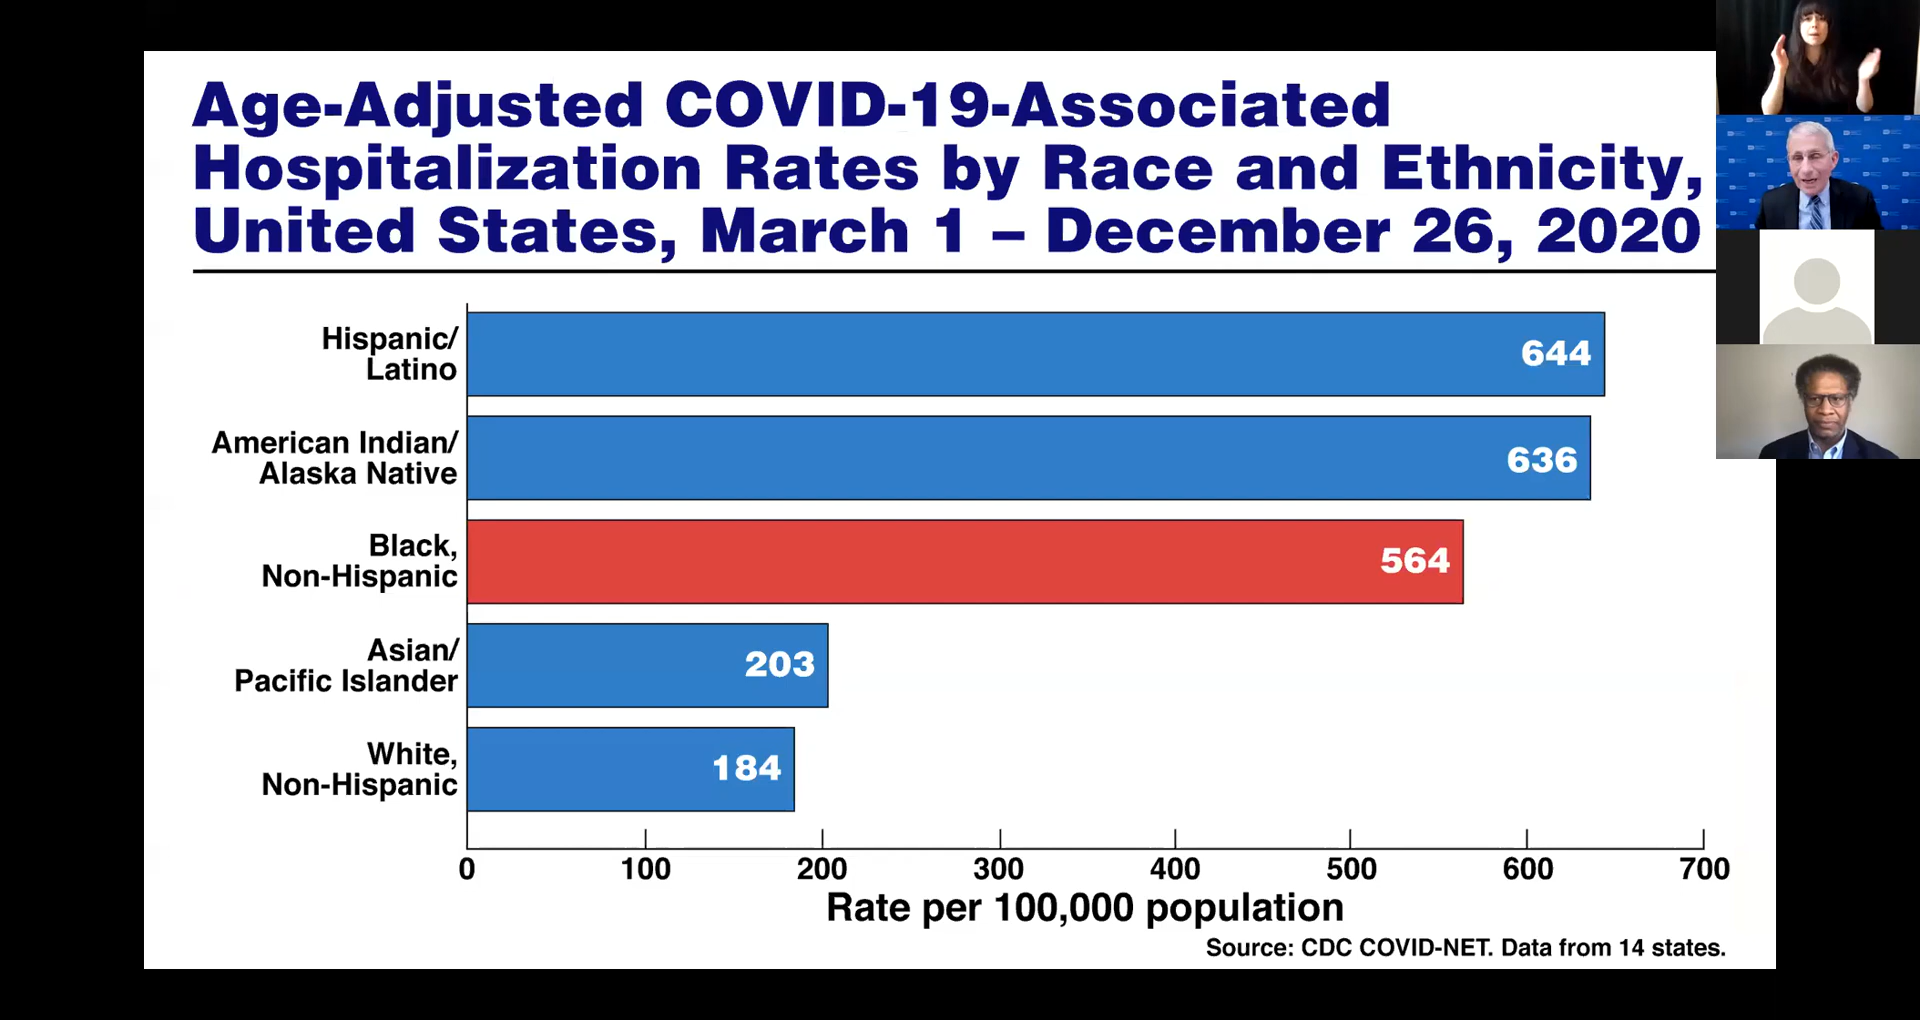 Age-Adjusted COVID-19-Associated
Hospitalization Rates by Race and Ethnicity,
United States, March 1 – December 26, 2020
Hispanic/
Latino
644
American Indian/
Alaska Native
636
Black,
Non-Hispanic
564
Asian/
Pacific Islander
203
White,
Non-Hispanic
184
0 100 200 300 400 500 600 700
Rate per 100,000 population
Source: CDC COVID-NET. Data from 14 states.